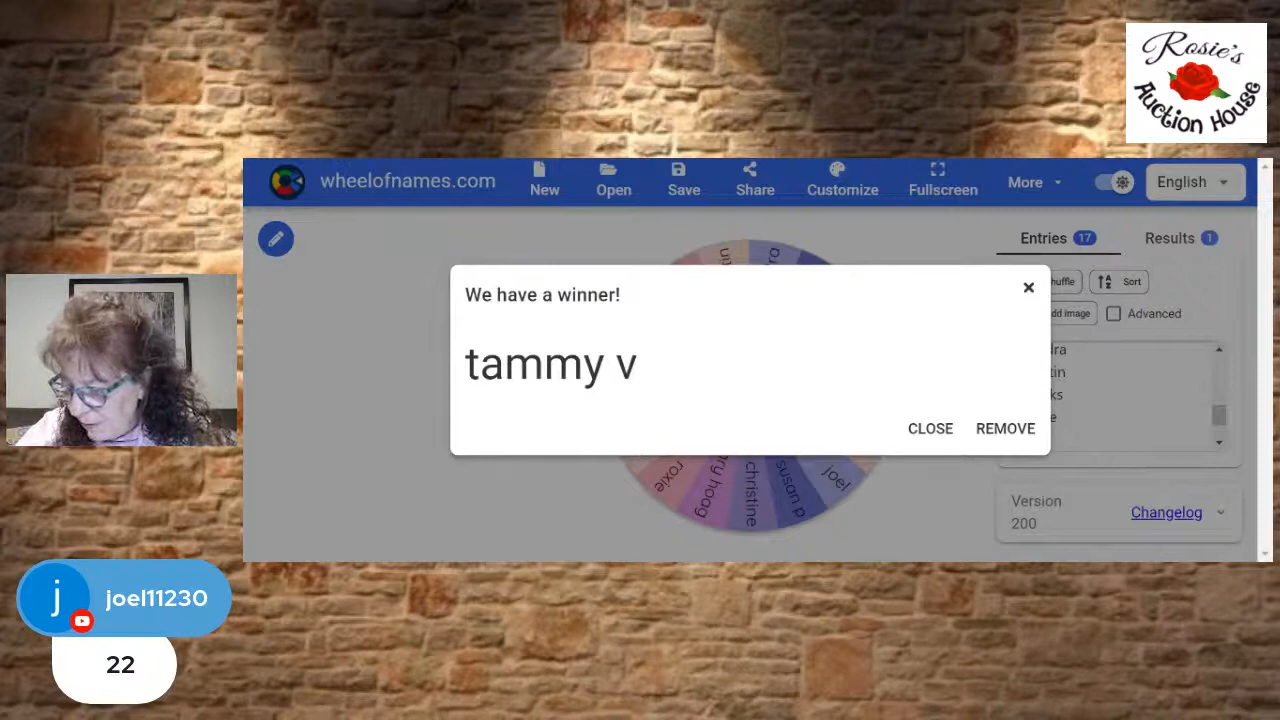 Rosie's
Auction House
wheelofnames.com
New
Open
Save
Share
Customize
Fullscreen
More
English
Entries 17
Results 1
Sort
Advanced
We have a winner!
tammy v
CLOSE
REMOVE
roxie
christine
susan p
joel
Version
200
Changelog
j
joel11230
22